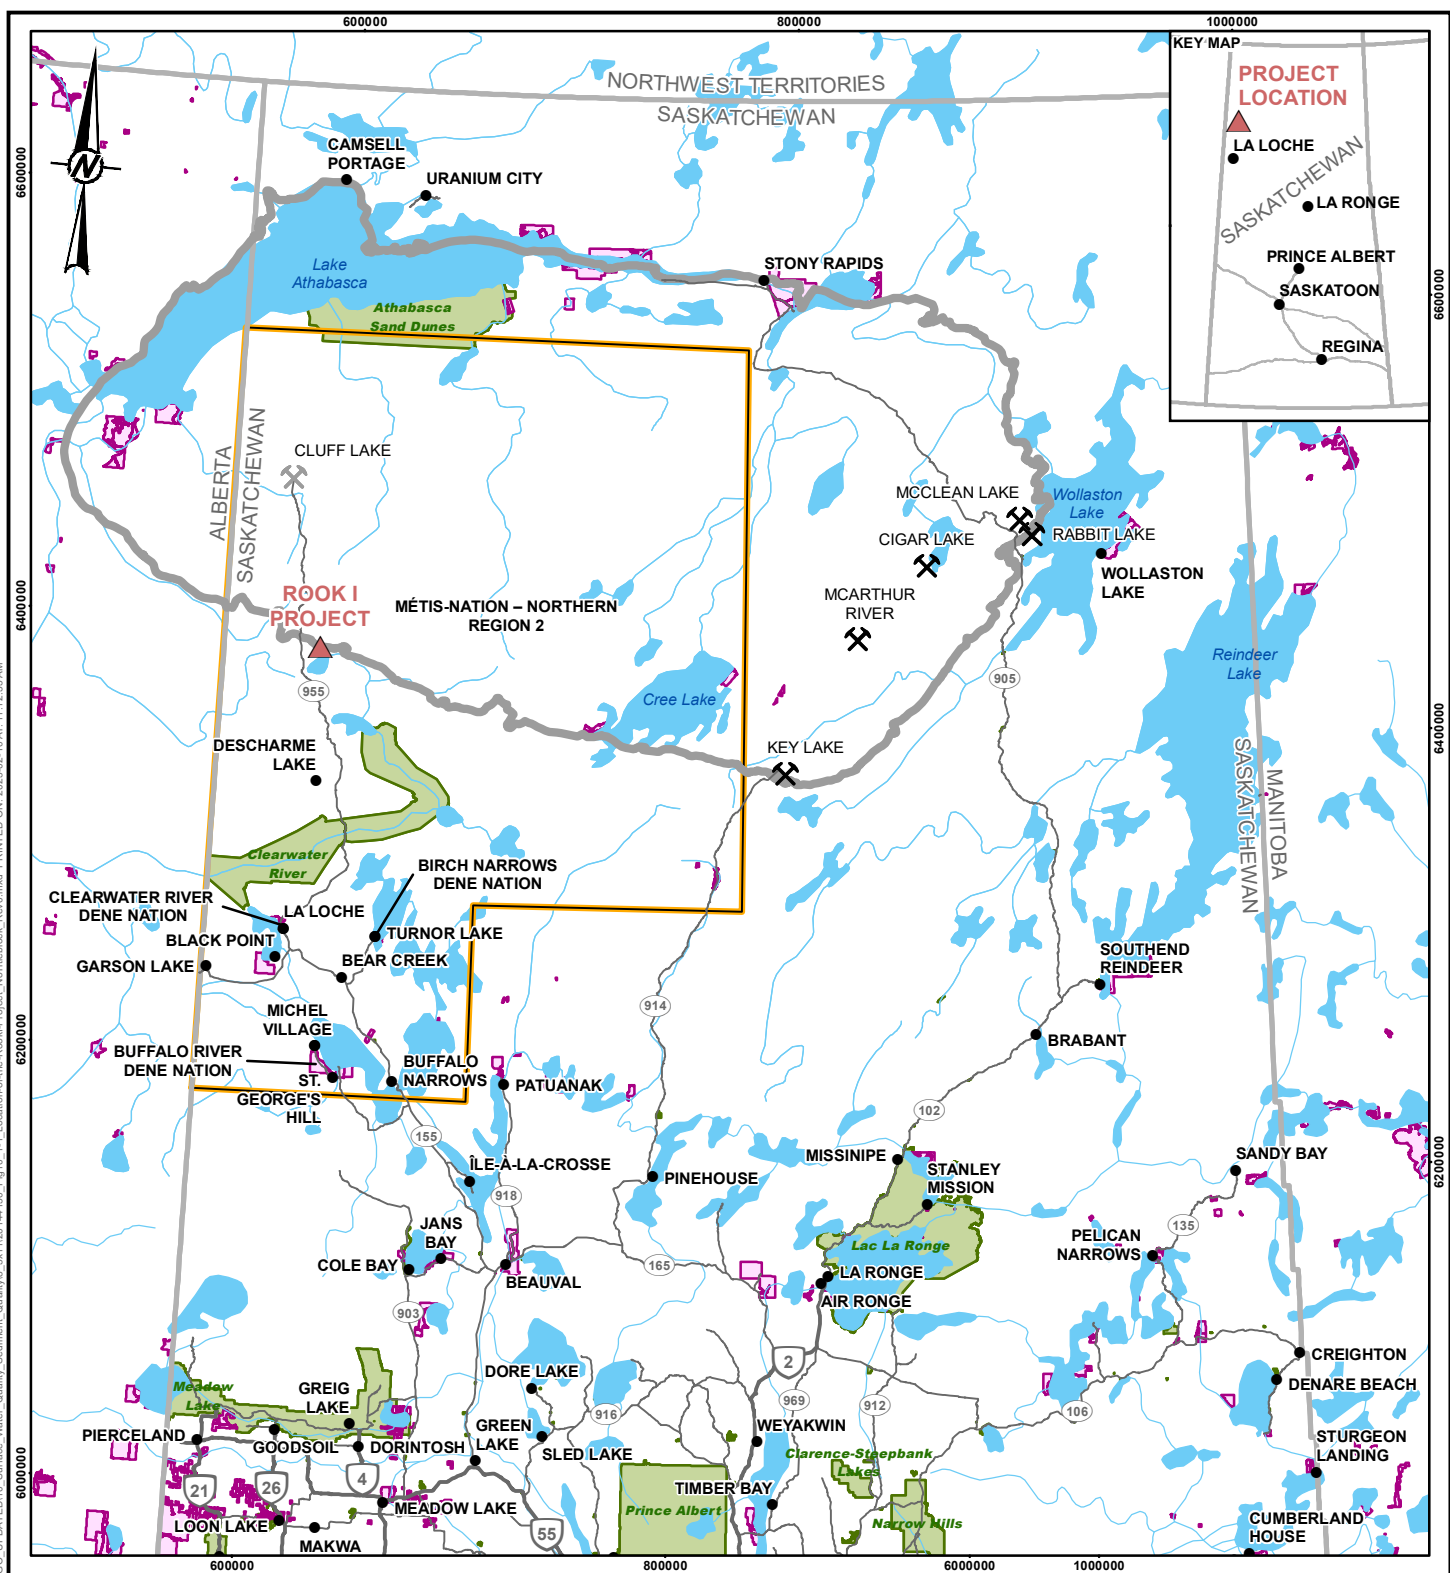 600000
800000
1000000
KEY MAP
PROJECT
LOCATION
LA LOCHE
SASKATCHEWAN
LA RONGE
PRINCE ALBERT
SASKATOON
REGINA
NORTHWEST TERRITORIES
SASKATCHEWAN
N
CAMSELL
PORTAGE
URANIUM CITY
6600000
6600000
Lake
Athabasca
STONY RAPIDS
Athabasca
Sand Dunes
ALBERTA
SASKATCHEWAN
CLUFF LAKE
MCCLEAN LAKE
Wollaston
Lake
RABBIT LAKE
CIGAR LAKE
WOLLASTON
LAKE
MCARTHUR
RIVER
ROOK I
PROJECT
MÉTIS-NATION – NORTHERN
REGION 2
6400000
6400000
Reindeer
Lake
955
905
Cree Lake
KEY LAKE
DESCHARME
LAKE
SASKATCHEWAN
MANITOBA
Clearwater
River
BIRCH NARROWS
DENE NATION
CLEARWATER RIVER
DENE NATION
LA LOCHE
TURNOR LAKE
BLACK POINT
BEAR CREEK
GARSON LAKE
SOUTHEND
REINDEER
914
MICHEL
VILLAGE
BRABANT
6200000
6200000
BUFFALO RIVER
DENE NATION
BUFFALO
NARROWS
ST.
GEORGE'S
HILL
PATUANAK
102
155
MISSINIPE
STANLEY
MISSION
SANDY BAY
ÎLE-À-LA-CROSSE
PINEHOUSE
918
JANS
BAY
135
PELICAN
NARROWS
Lac La Ronge
COLE BAY
BEAUVAL
165
LA RONGE
AIR RONGE
903
2
CREIGHTON
DORE LAKE
DENARE BEACH
Meadow
Lake
GREIG
LAKE
969
912
916
106
GREEN
LAKE
WEYAKWIN
PIERCELAND
GOODSOIL
DORINTOSH
SLED LAKE
STURGEON
LANDING
Clarence-Steepbank
Lakes
6000000
21
26
4
TIMBER BAY
Prince Albert
MEADOW LAKE
LOON LAKE
55
Narrow Hills
CUMBERLAND
HOUSE
MAKWA
600000
800000
6000000
1000000